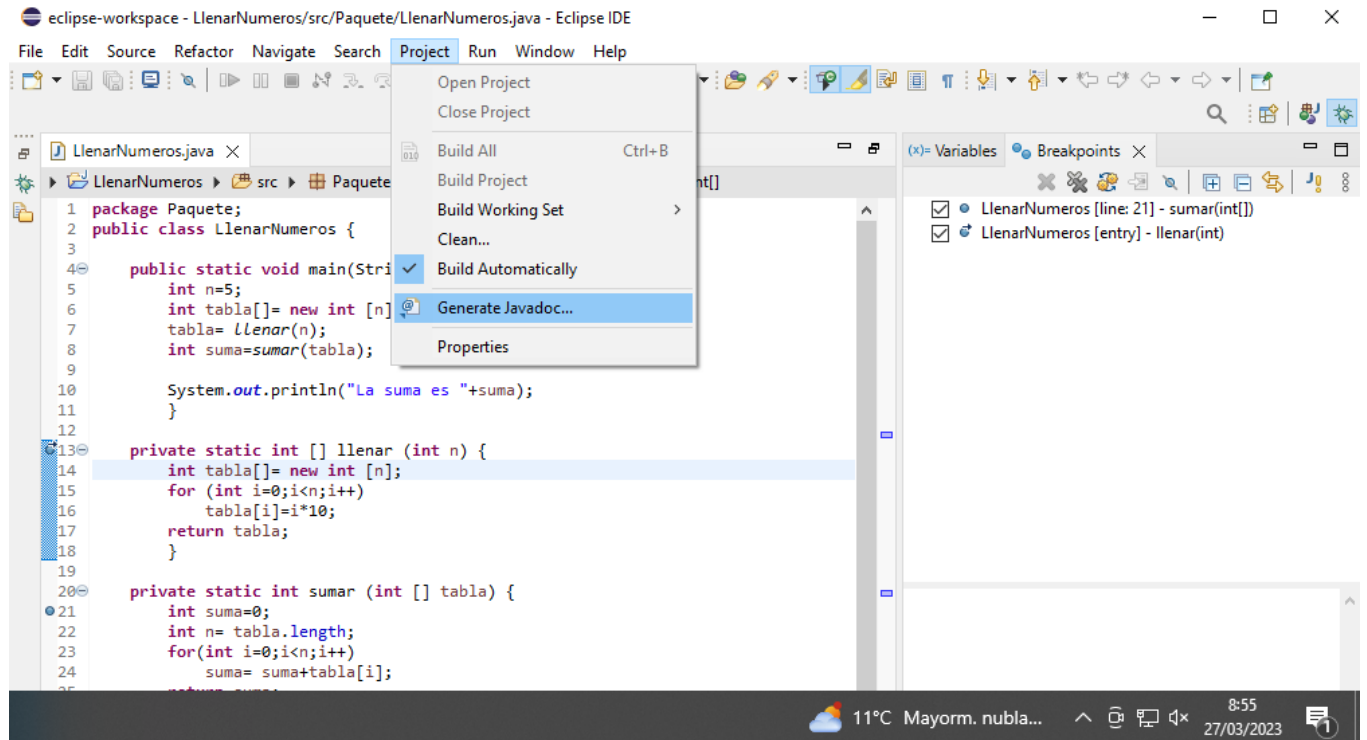 eclipse-workspace - LlenarNumeros/src/Paquete/LlenarNumeros.java - Eclipse IDE
File Edit Source Refactor Navigate Search Project Run Window Help
Open Project
Close Project
Build All Ctrl+B
Build Project
Build Working Set
Clean...
Build Automatically
Generate Javadoc...
Properties
LlenarNumeros.java
LlenarNumeros src Paquete nt[]
1 package Paquete;
2 public class LlenarNumeros {
3
4 public static void main(Stri
5 int n=5;
6 int tabla[]= new int [n]
7 tabla= llenar(n);
8 int suma=sumar(tabla);
9
10 System.out.println("La suma es "+suma);
11 }
12
13 private static int [] llenar (int n) {
14 int tabla[]= new int [n];
15 for (int i=0;i<n;i++)
16 tabla[i]=i*10;
17 return tabla;
18 }
19
20 private static int sumar (int [] tabla) {
21 int suma=0;
22 int n= tabla.length;
23 for(int i=0;i<n;i++)
24 suma= suma+tabla[i];
(x)= Variables Breakpoints
LlenarNumeros [line: 21] - sumar(int[])
LlenarNumeros [entry] - llenar(int)
11°C Mayorm. nubla...
8:55
27/03/2023
1